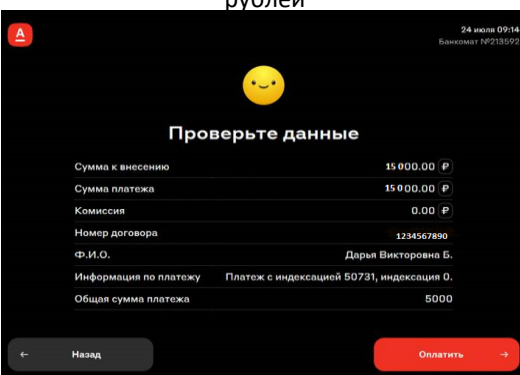 рублей
А
24 июля 09:14
Банкомат №213592
Проверьте данные
Сумма к внесению 15 000.00 ₽
Сумма платежа 15 000.00 ₽
Комиссия 0.00 ₽
Номер договора 1234567890
Ф.И.О. Дарья Викторовна Б.
Информация по платежу Платеж с индексацией 50731, индексация 0.
Общая сумма платежа 5000
← Назад Оплатить →